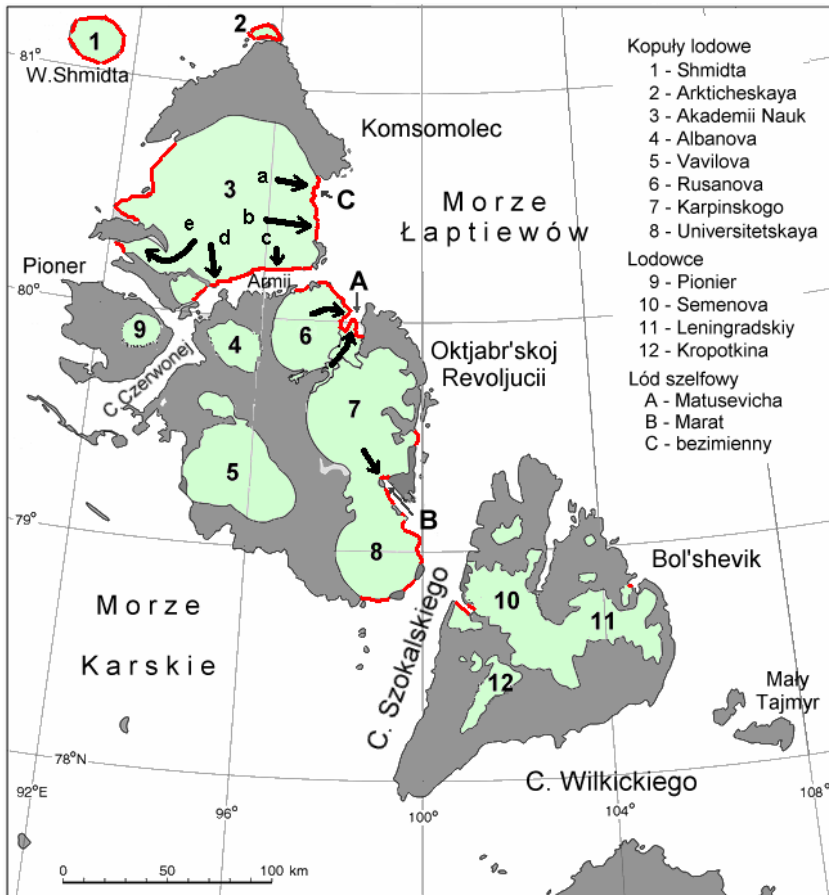 1
W.Shmidta
2
81°
81°
Komsomolec
3
a
b
c
d
e
C
Morze
Łaptiewów
Kopuły lodowe
1 - Shmidta
2 - Arkticheskaya
3 - Akademii Nauk
4 - Albanova
5 - Vavilova
6 - Rusanova
7 - Karpinskogo
8 - Universitetskaya
Lodowce
9 - Pionier
10 - Semenova
11 - Leningradskiy
12 - Kropotkina
Lód szelfowy
A - Matusevicha
B - Marat
C - bezimienny
Pioner
80°
80°
Armii
A
9
C.Czerwonej
4
6
Oktjabr'skoj
Revoljucii
7
5
79°
79°
B
8
Morze
Karskie
C. Szokalskiego
10
11
12
Bol'shevik
Mały
Tajmyr
78°N
78°
C. Wilkickiego
92°E
96°
100°
104°
108°
0 50 100 km